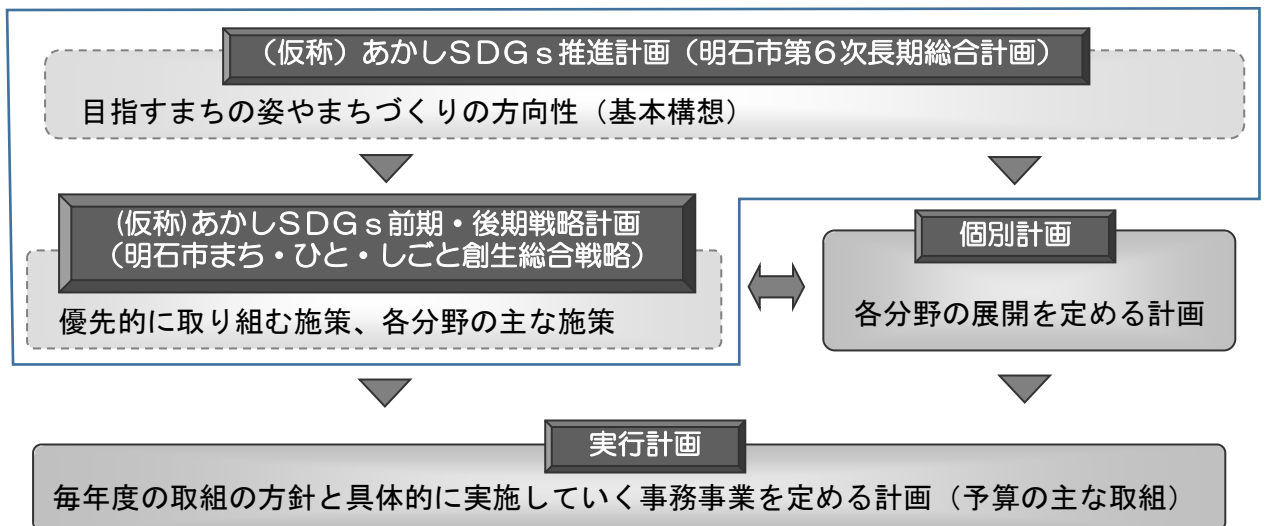 （仮称）あかしＳＤＧｓ推進計画（明石市第６次長期総合計画）
目指すまちの姿やまちづくりの方向性（基本構想）
(仮称)あかしＳＤＧｓ前期・後期戦略計画
（明石市まち・ひと・しごと創生総合戦略）
優先的に取り組む施策、各分野の主な施策
個別計画
各分野の展開を定める計画
実行計画
毎年度の取組の方針と具体的に実施していく事務事業を定める計画（予算の主な取組）